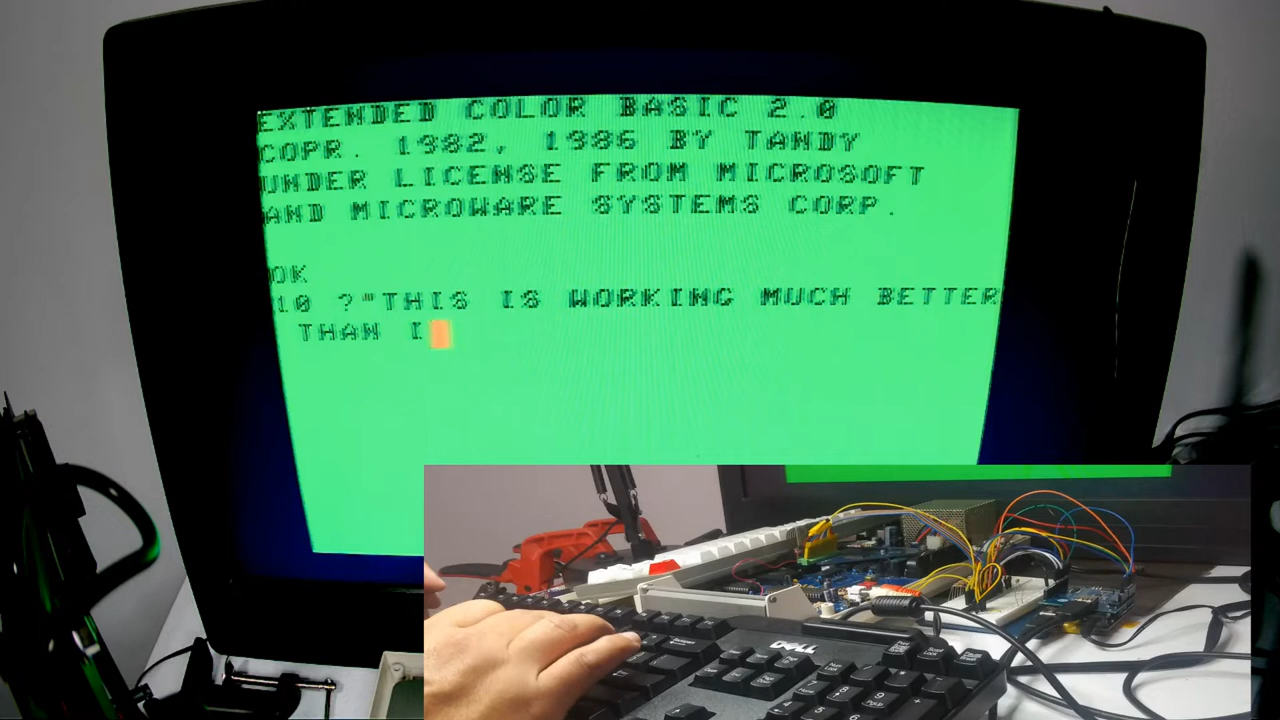 EXTENDED COLOR BASIC 2.0
COPR. 1982, 1986 BY TANDY
UNDER LICENSE FROM MICROSOFT
AND MICROWARE SYSTEMS CORP.
OK
10 ?"THIS IS WORKING MUCH BETTER
THAN I
DELL